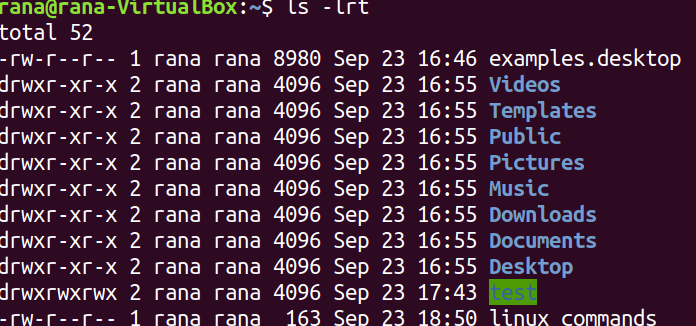 rana@rana-VirtualBox:~$ ls -lrt
total 52
-rw-r--r-- 1 rana rana 8980 Sep 23 16:46 examples.desktop
drwxr-xr-x 2 rana rana 4096 Sep 23 16:55 Videos
drwxr-xr-x 2 rana rana 4096 Sep 23 16:55 Templates
drwxr-xr-x 2 rana rana 4096 Sep 23 16:55 Public
drwxr-xr-x 2 rana rana 4096 Sep 23 16:55 Pictures
drwxr-xr-x 2 rana rana 4096 Sep 23 16:55 Music
drwxr-xr-x 2 rana rana 4096 Sep 23 16:55 Downloads
drwxr-xr-x 2 rana rana 4096 Sep 23 16:55 Documents
drwxr-xr-x 2 rana rana 4096 Sep 23 16:55 Desktop
drwxrwxrwx 2 rana rana 4096 Sep 23 17:43 test
-rw-r--r-- 1 rana rana 163 Sep 23 18:50 linux commands